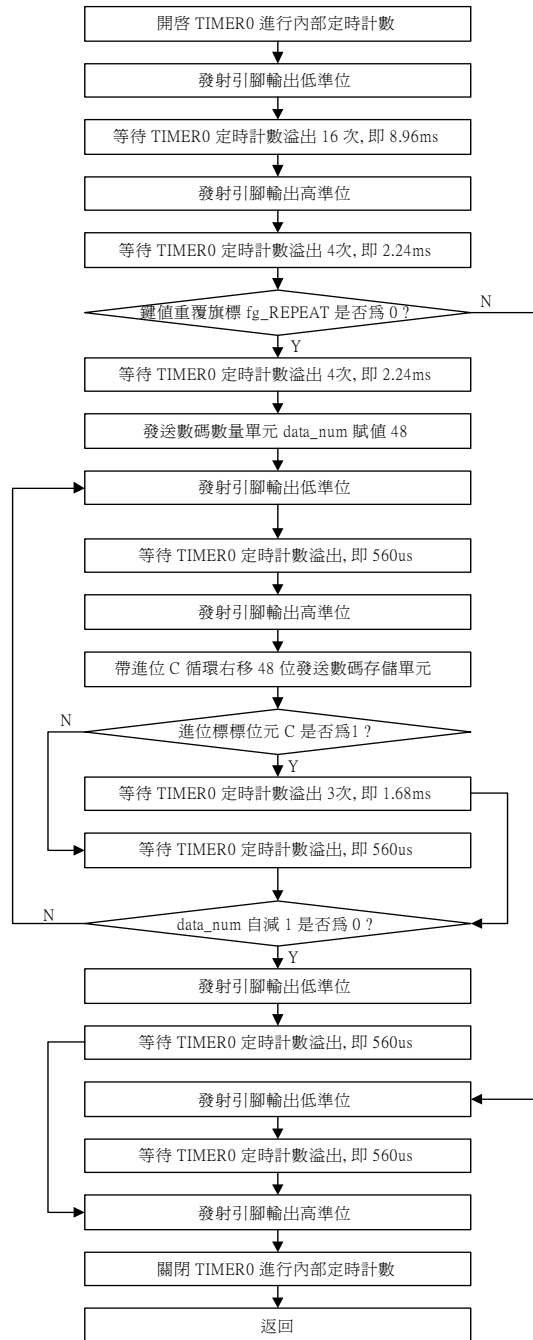 開啓 TIMER0 進行內部定時計數
發射引腳輸出低準位
等待 TIMER0 定時計數溢出 16 次, 即 8.96ms
發射引腳輸出高準位
等待 TIMER0 定時計數溢出 4次, 即 2.24ms
鍵值重覆旗標 fg_REPEAT 是否爲 0 ?
N
Y
等待 TIMER0 定時計數溢出 4次, 即 2.24ms
發送數碼數量單元 data_num 賦值 48
發射引腳輸出低準位
等待 TIMER0 定時計數溢出, 即 560us
發射引腳輸出高準位
帶進位 C 循環右移 48 位發送數碼存儲單元
N
進位標標位元 C 是否爲1 ?
Y
等待 TIMER0 定時計數溢出 3次, 即 1.68ms
等待 TIMER0 定時計數溢出, 即 560us
N
data_num 自減 1 是否爲 0 ?
Y
發射引腳輸出低準位
等待 TIMER0 定時計數溢出, 即 560us
發射引腳輸出低準位
等待 TIMER0 定時計數溢出, 即 560us
發射引腳輸出高準位
關閉 TIMER0 進行內部定時計數
返回